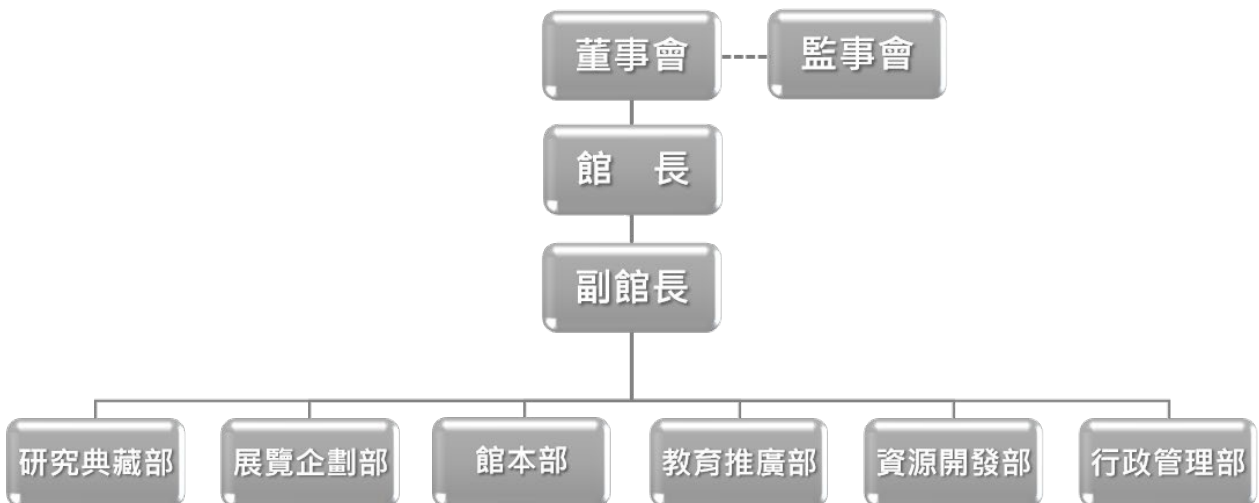 董事會
監事會
館　長
副館長
研究典藏部
展覽企劃部
館本部
教育推廣部
資源開發部
行政管理部